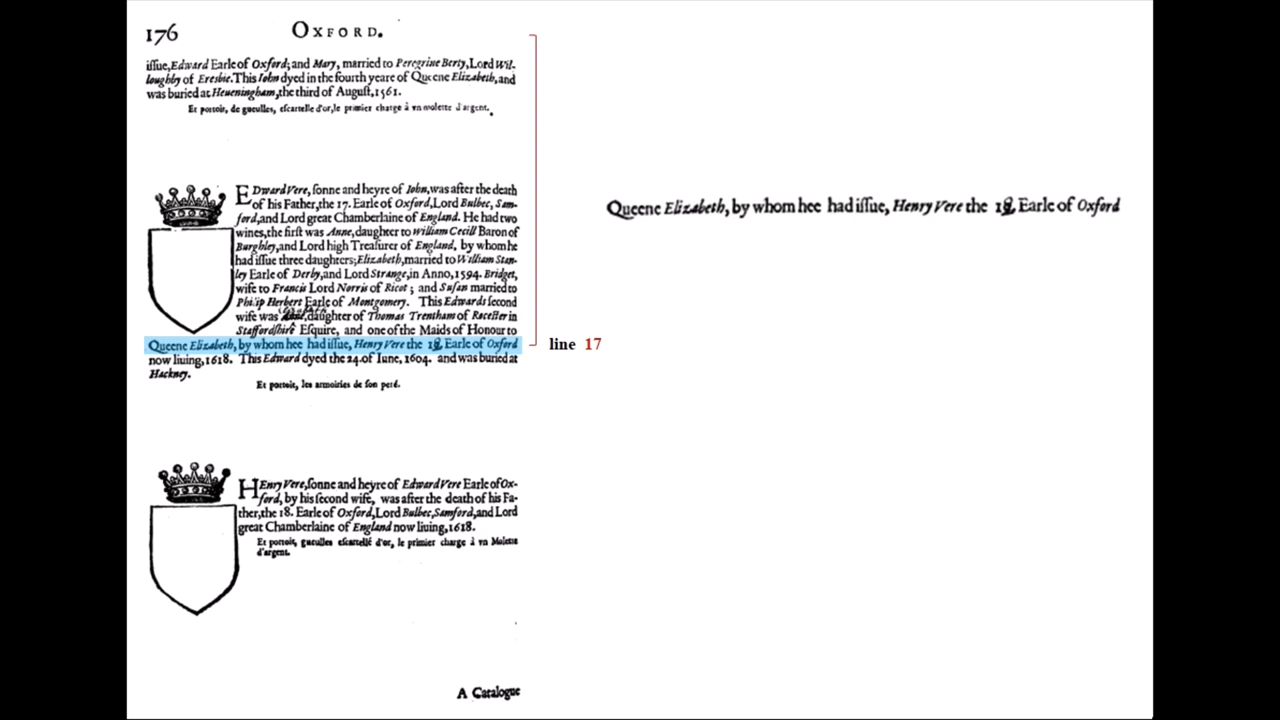 176 OXFORD.
issue, Edward Earle of Oxford; and Mary, married to Peregrine Berty, Lord Wil-
loughby of Eresbie. This Iohn dyed in the fourth yeare of Queene Elizabeth, and
was buried at Heueningham, the third of August, 1561.
Et portoit, de gueulles, escartelle d'or, le premier charge à vn molette d'argent.
EDward Vere, sonne and heyre of Iohn, was after the death
of his Father, the 17. Earle of Oxford, Lord Bulbec, Sam-
ford, and Lord great Chamberlaine of England. He had two
wiues, the first was Anne, daughter to William Cecill Baron of
Burghley, and Lord high Treasurer of England, by whom he
had issue three daughters; Elizabeth, married to William Stan-
ley Earle of Derby, and Lord Strange, in Anno, 1594. Bridget,
wife to Francis Lord Norris of Ricot; and Susan married to
Philip Herbert Earle of Montgomery. This Edwards second
wife was daughter of Thomas Trentham of Rocester in
Staffordshire Esquire, and one of the Maids of Honour to
Queene Elizabeth, by whom hee had issue, Henry Vere the 18. Earle of Oxford
now liuing, 1618. This Edward dyed the 24. of Iune, 1604. and was buried at
Hackney.
Et portoit, les armoiries de son peré.
line 17
Queene Elizabeth, by whom hee had issue, Henry Vere the 18. Earle of Oxford
HEnry Vere, sonne and heyre of Edward Vere Earle of Ox-
ford, by his second wife, was after the death of his Fa-
ther, the 18. Earle of Oxford, Lord Bulbec, Samford, and Lord
great Chamberlaine of England now liuing, 1618.
Et portoit, gueulles escartellé d'or, le primier charge à vn Molette
d'argent.
A Catalogue